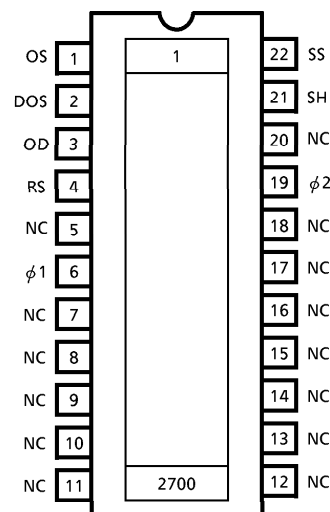 OS 1 1 22 SS
DOS 2 21 SH
OD 3 20 NC
RS 4 19 ϕ2
NC 5 18 NC
ϕ1 6 17 NC
NC 7 16 NC
NC 8 15 NC
NC 9 14 NC
NC 10 13 NC
NC 11 2700 12 NC